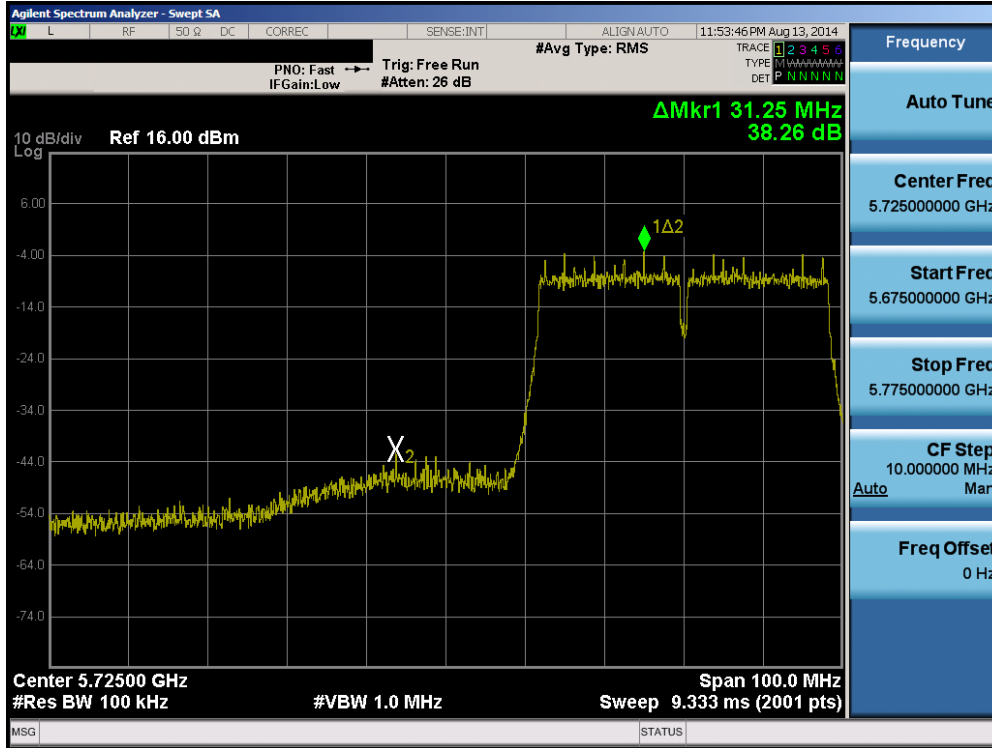 Agilent Spectrum Analyzer - Swept SA
LXI L RF 50 Ω DC CORREC SENSE:INT ALIGN AUTO 11:53:46 PM Aug 13, 2014
#Avg Type: RMS
TRACE 1 2 3 4 5 6
TYPE M
DET P N N N N N
PNO: Fast
IFGain:Low
Trig: Free Run
#Atten: 26 dB
ΔMkr1 31.25 MHz
38.26 dB
10 dB/div Ref 16.00 dBm
Log
6.00
-4.00
-14.0
-24.0
-34.0
-44.0
-54.0
-64.0
-74.0
1Δ2
X2
Center 5.72500 GHz
Span 100.0 MHz
#Res BW 100 kHz
#VBW 1.0 MHz
Sweep 9.333 ms (2001 pts)
MSG
STATUS
Frequency
Auto Tune
Center Freq
5.725000000 GHz
Start Freq
5.675000000 GHz
Stop Freq
5.775000000 GHz
CF Step
10.000000 MHz
Auto Man
Freq Offset
0 Hz